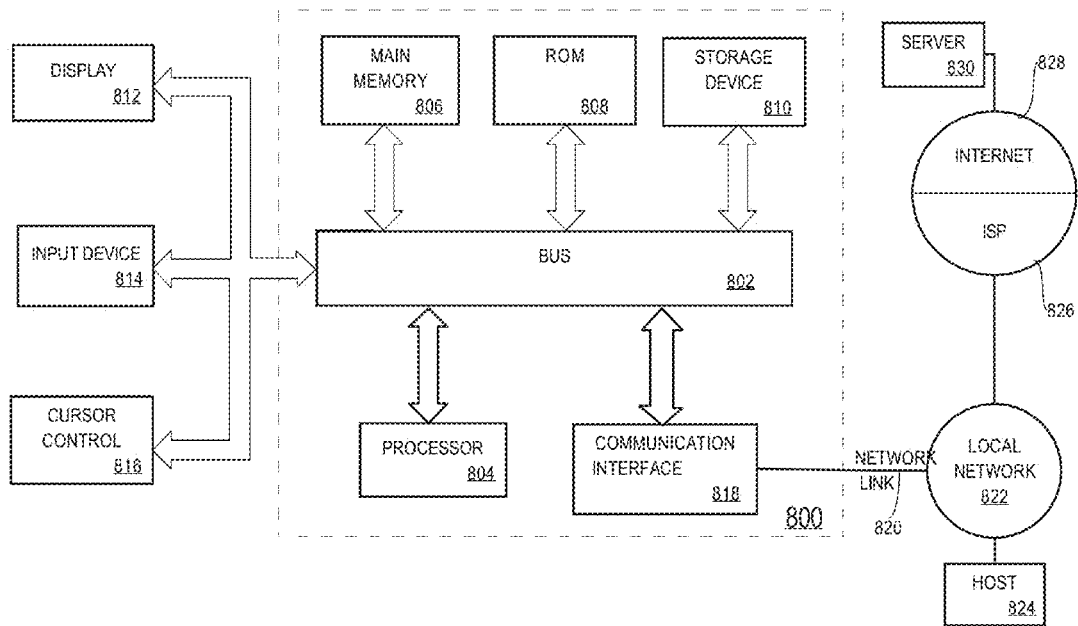 DISPLAY
812
INPUT DEVICE
814
CURSOR
CONTROL
816
MAIN
MEMORY
806
ROM
808
STORAGE
DEVICE
810
BUS
802
PROCESSOR
804
COMMUNICATION
INTERFACE
818
800
SERVER
830
828
INTERNET
ISP
826
NETWORK
LINK
820
LOCAL
NETWORK
822
HOST
824